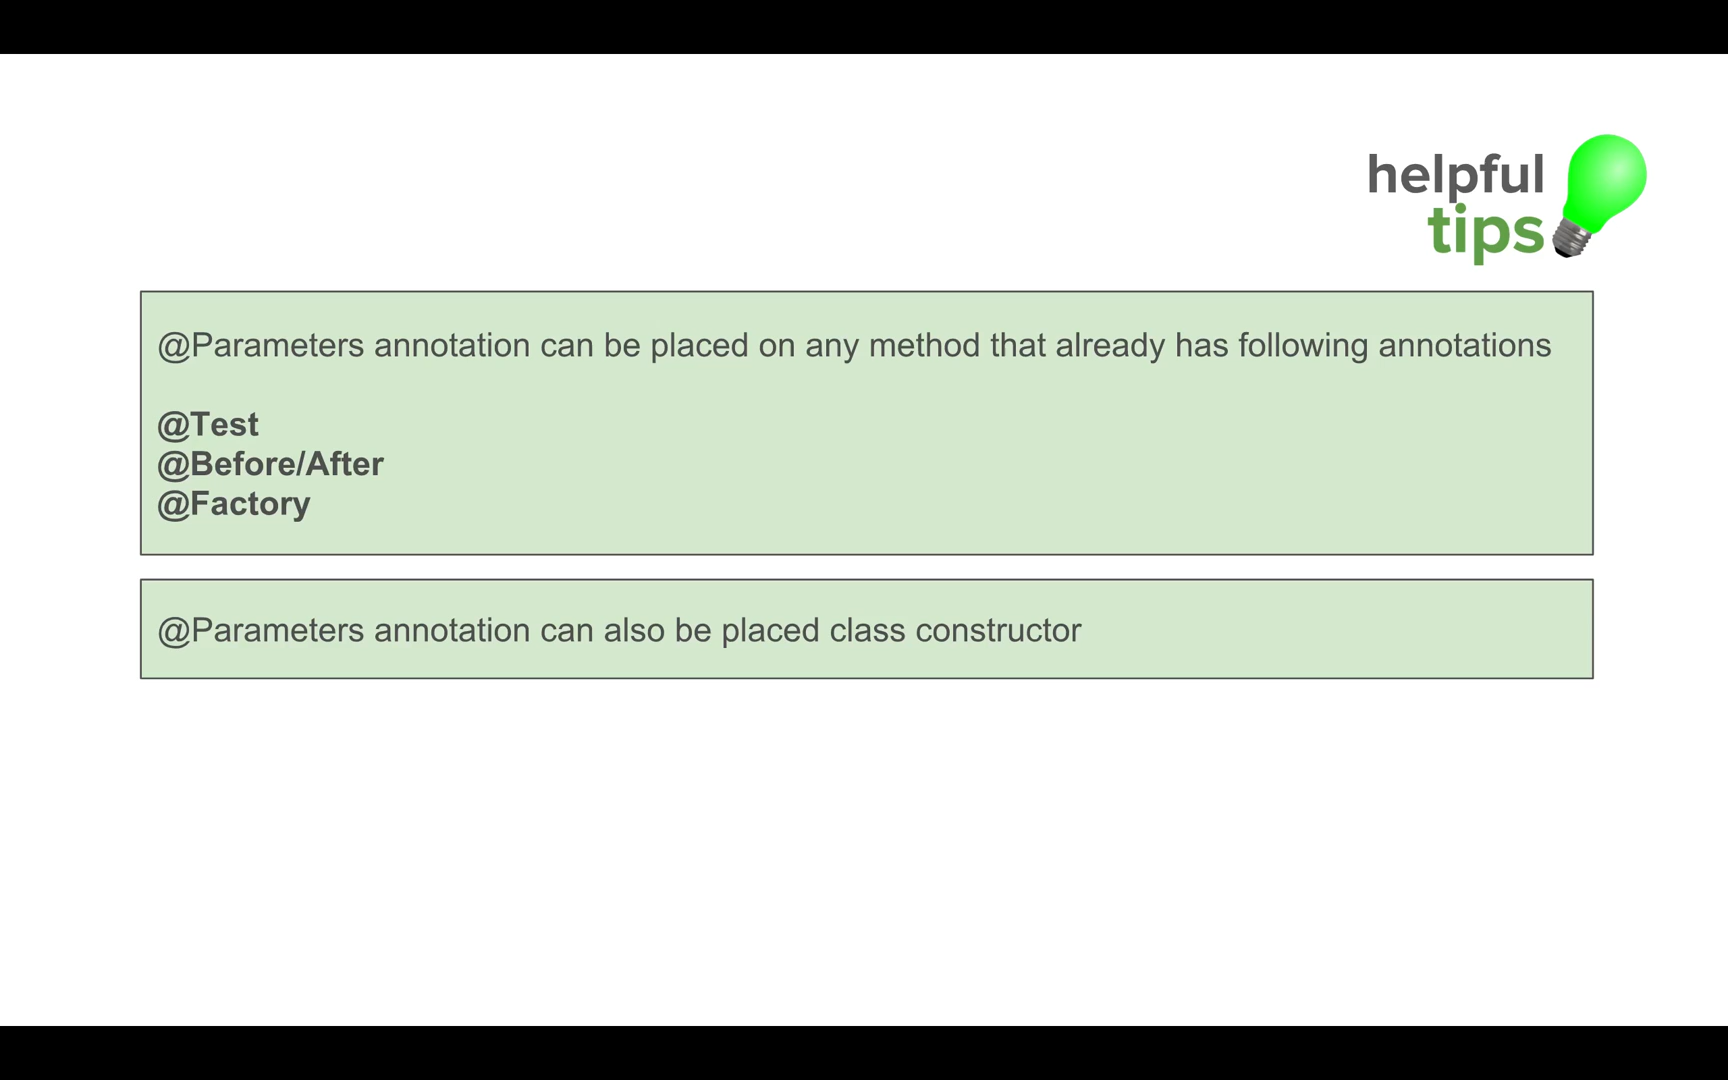 helpful
tips
@Parameters annotation can be placed on any method that already has following annotations
@Test
@Before/After
@Factory
@Parameters annotation can also be placed class constructor